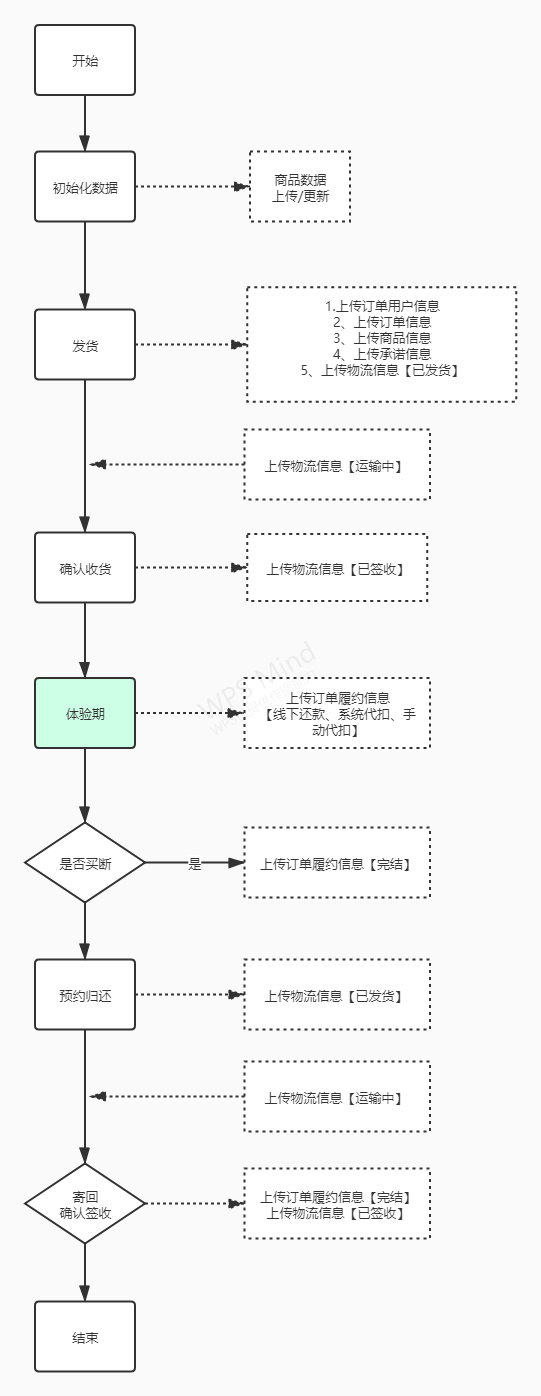 开始
初始化数据
商品数据
上传/更新
发货
1.上传订单用户信息
2、上传订单信息
3、上传商品信息
4、上传承诺信息
5、上传物流信息【已发货】
上传物流信息【运输中】
确认收货
上传物流信息【已签收】
WPS Mind
体验期
上传订单履约信息
【线下还款、系统代扣、手
动代扣】
是否买断
是
上传订单履约信息【完结】
预约归还
上传物流信息【已发货】
上传物流信息【运输中】
寄回
确认签收
上传订单履约信息【完结】
上传物流信息【已签收】
结束